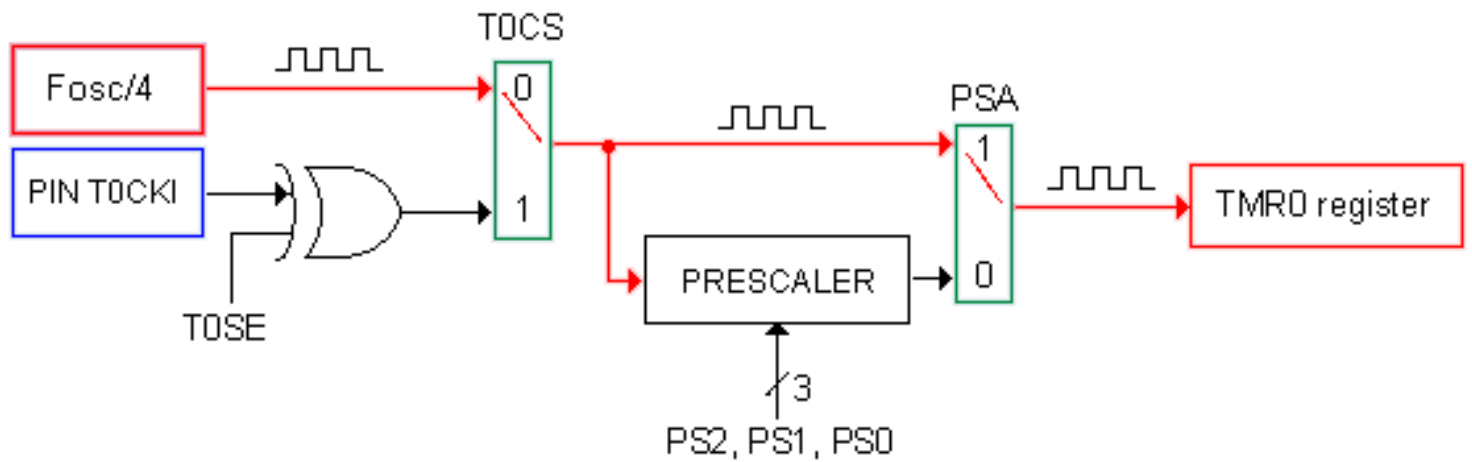 T0CS
Fosc/4
0
PSA
1
PIN T0CKI
1
TMR0 register
PRESCALER
0
T0SE
3
PS2, PS1, PS0